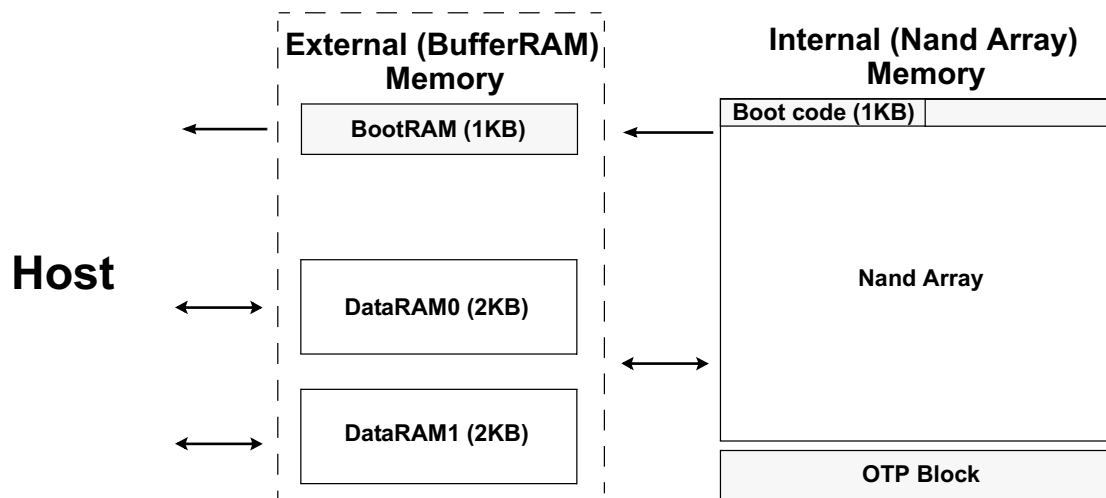 External (BufferRAM)
Memory
Internal (Nand Array)
Memory
BootRAM (1KB)
Boot code (1KB)
Host
Nand Array
DataRAM0 (2KB)
DataRAM1 (2KB)
OTP Block